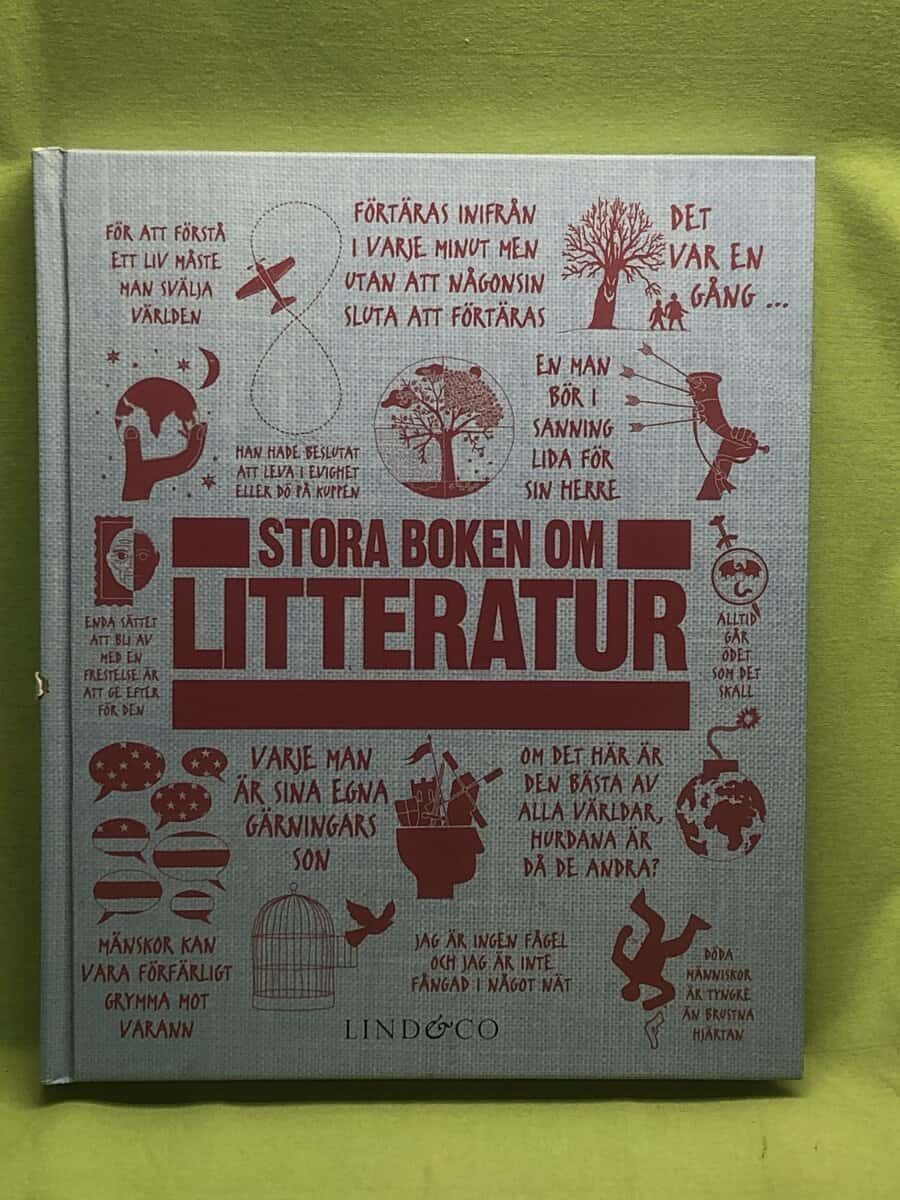 FÖR ATT FÖRSTÅ
ETT LIV MÅSTE
MAN SVÄLJA
VÄRLDEN
FÖRTÄRAS INIFRÅN
I VARJE MINUT MEN
UTAN ATT NÅGONSIN
SLUTA ATT FÖRTÄRAS
DET
VAR EN
GÅNG ...
HAN HADE BESLUTAT
ATT LEVA I EVIGHET
ELLER DÖ PÅ KUPPEN
EN MAN
BÖR I
SANNING
LIDA FÖR
SIN HERRE
STORA BOKEN OM
LITTERATUR
ENDA SÄTTET
ATT BLI AV
MED EN
FRESTELSE ÄR
ATT GE EFTER
FÖR DEN
ALLTID
GÅR
ÖDET
SOM DET
SKALL
VARJE MAN
ÄR SINA EGNA
GÄRNINGARS
SON
OM DET HÄR ÄR
DEN BÄSTA AV
ALLA VÄRLDAR,
HURDANA ÄR
DÅ DE ANDRA?
MÄNSKOR KAN
VARA FÖRFÄRLIGT
GRYMMA MOT
VARANN
JAG ÄR INGEN FÅGEL
OCH JAG ÄR INTE
FÅNGAD I NÅGOT NÄT
DÖDA
MÄNNISKOR
ÄR TYNGRE
ÄN BRUSTNA
HJÄRTAN
LIND&CO